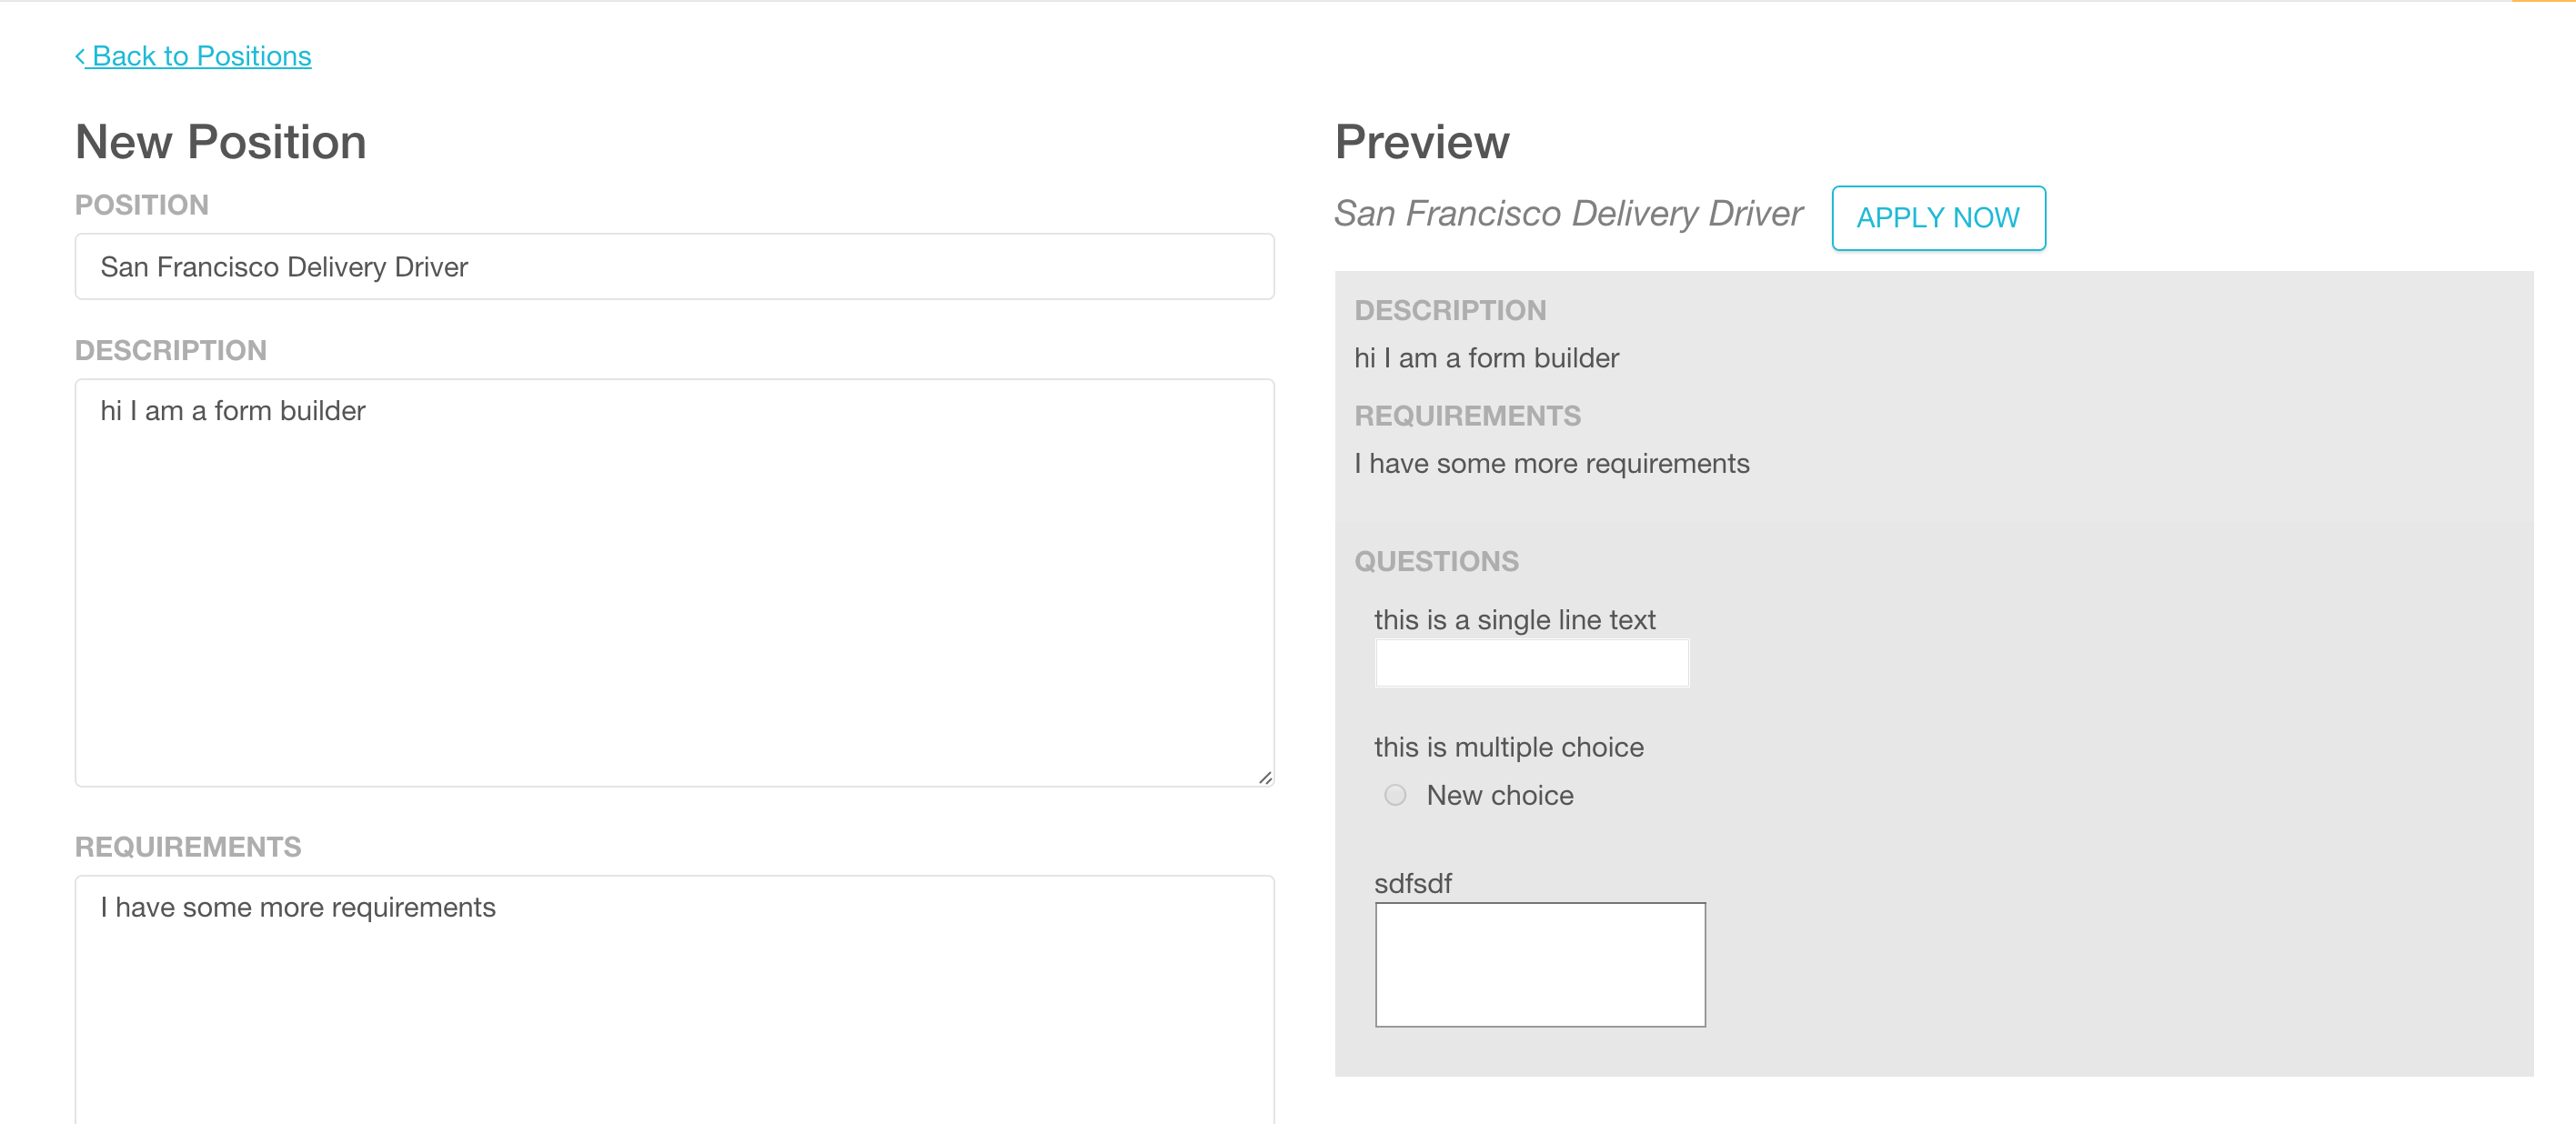 Back to Positions
New Position
POSITION
San Francisco Delivery Driver
DESCRIPTION
hi I am a form builder
REQUIREMENTS
I have some more requirements
Preview
San Francisco Delivery Driver
APPLY NOW
DESCRIPTION
hi I am a form builder
REQUIREMENTS
I have some more requirements
QUESTIONS
this is a single line text
this is multiple choice
New choice
sdfsdf